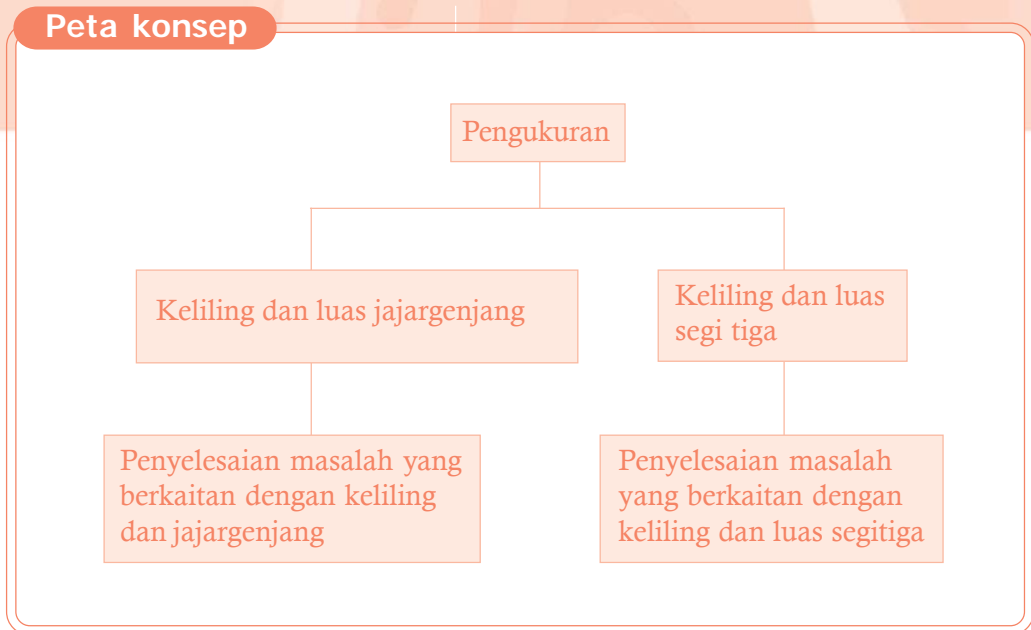 Peta konsep
Pengukuran
Keliling dan luas jajargenjang
Keliling dan luas
segi tiga
Penyelesaian masalah yang
berkaitan dengan keliling
dan jajargenjang
Penyelesaian masalah
yang berkaitan dengan
keliling dan luas segitiga